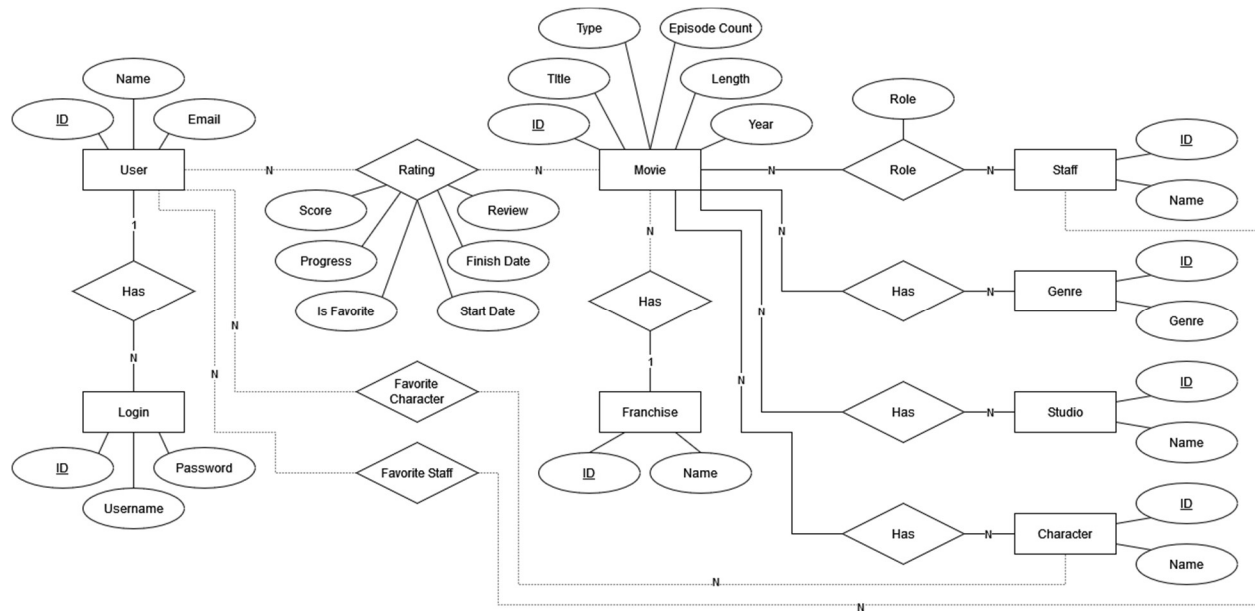 Type
Episode Count
Name
TItle
Length
Role
ID
Email
ID
Year
ID
User
N
Rating
N
Movie
N
Role
N
Staff
Score
Review
Name
1
N
N
Progress
Finish Date
ID
Has
Has
Has
N
Genre
Is Favorite
Start Date
N
Genre
N
N
1
N
Favorite
Character
N
ID
Login
Franchise
Has
N
Studio
ID
Password
Favorite Staff
ID
Name
Name
Username
ID
Has
N
Character
Name
N
N